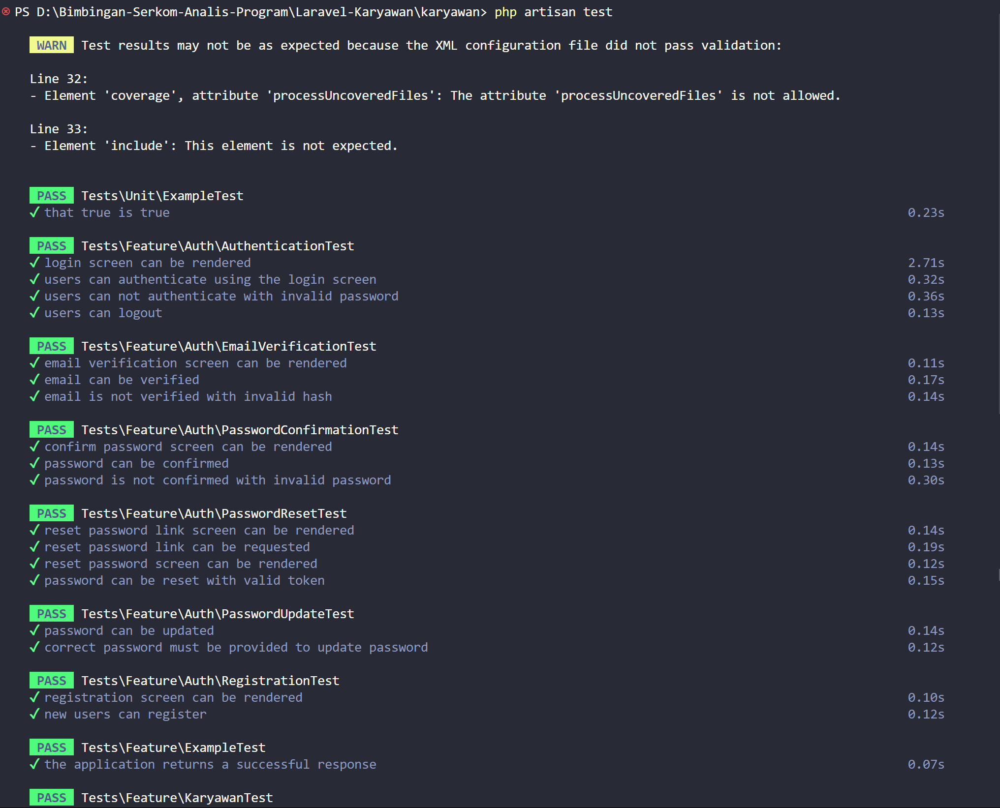 PS D:\Bimbingan-Serkom-Analis-Program\Laravel-Karyawan\karyawan> php artisan test
WARN Test results may not be as expected because the XML configuration file did not pass validation:
Line 32:
- Element 'coverage', attribute 'processUncoveredFiles': The attribute 'processUncoveredFiles' is not allowed.
Line 33:
- Element 'include': This element is not expected.
PASS Tests\Unit\ExampleTest
✓ that true is true 0.23s
PASS Tests\Feature\Auth\AuthenticationTest
✓ login screen can be rendered 2.71s
✓ users can authenticate using the login screen 0.32s
✓ users can not authenticate with invalid password 0.36s
✓ users can logout 0.13s
PASS Tests\Feature\Auth\EmailVerificationTest
✓ email verification screen can be rendered 0.11s
✓ email can be verified 0.17s
✓ email is not verified with invalid hash 0.14s
PASS Tests\Feature\Auth\PasswordConfirmationTest
✓ confirm password screen can be rendered 0.14s
✓ password can be confirmed 0.13s
✓ password is not confirmed with invalid password 0.30s
PASS Tests\Feature\Auth\PasswordResetTest
✓ reset password link screen can be rendered 0.14s
✓ reset password link can be requested 0.19s
✓ reset password screen can be rendered 0.12s
✓ password can be reset with valid token 0.15s
PASS Tests\Feature\Auth\PasswordUpdateTest
✓ password can be updated 0.14s
✓ correct password must be provided to update password 0.12s
PASS Tests\Feature\Auth\RegistrationTest
✓ registration screen can be rendered 0.10s
✓ new users can register 0.12s
PASS Tests\Feature\ExampleTest
✓ the application returns a successful response 0.07s
PASS Tests\Feature\KaryawanTest